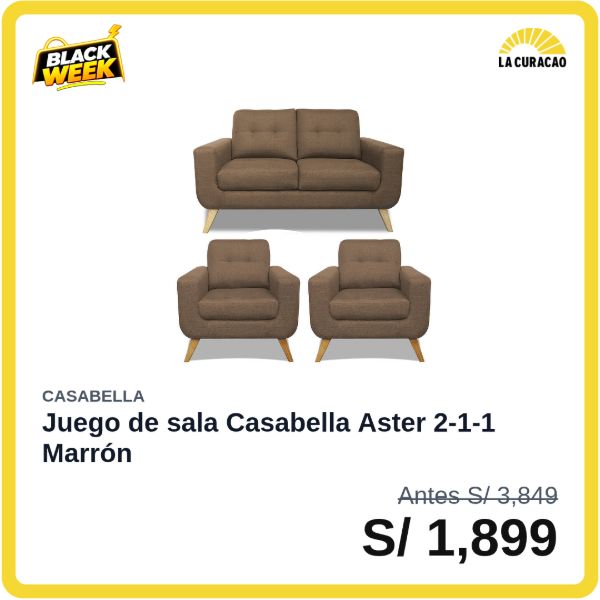 BLACK
WEEK
LA CURACAO
CASABELLA
Juego de sala Casabella Aster 2-1-1
Marrón
Antes S/ 3,849
S/ 1,899